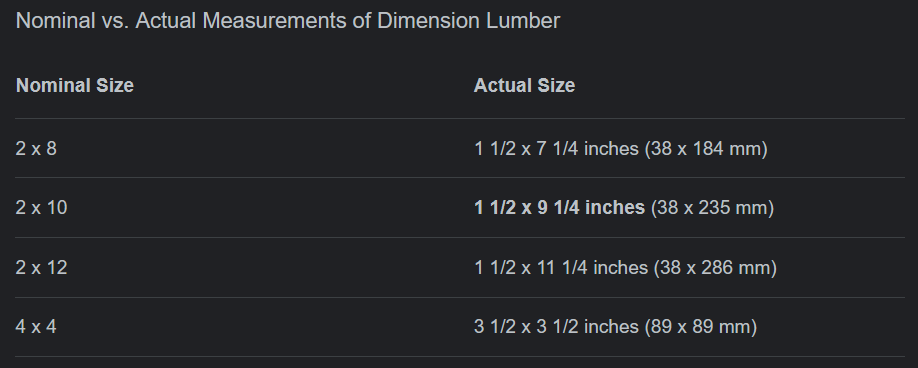 Nominal vs. Actual Measurements of Dimension Lumber
Nominal Size Actual Size
2 x 8 1 1/2 x 7 1/4 inches (38 x 184 mm)
2 x 10 1 1/2 x 9 1/4 inches (38 x 235 mm)
2 x 12 1 1/2 x 11 1/4 inches (38 x 286 mm)
4 x 4 3 1/2 x 3 1/2 inches (89 x 89 mm)